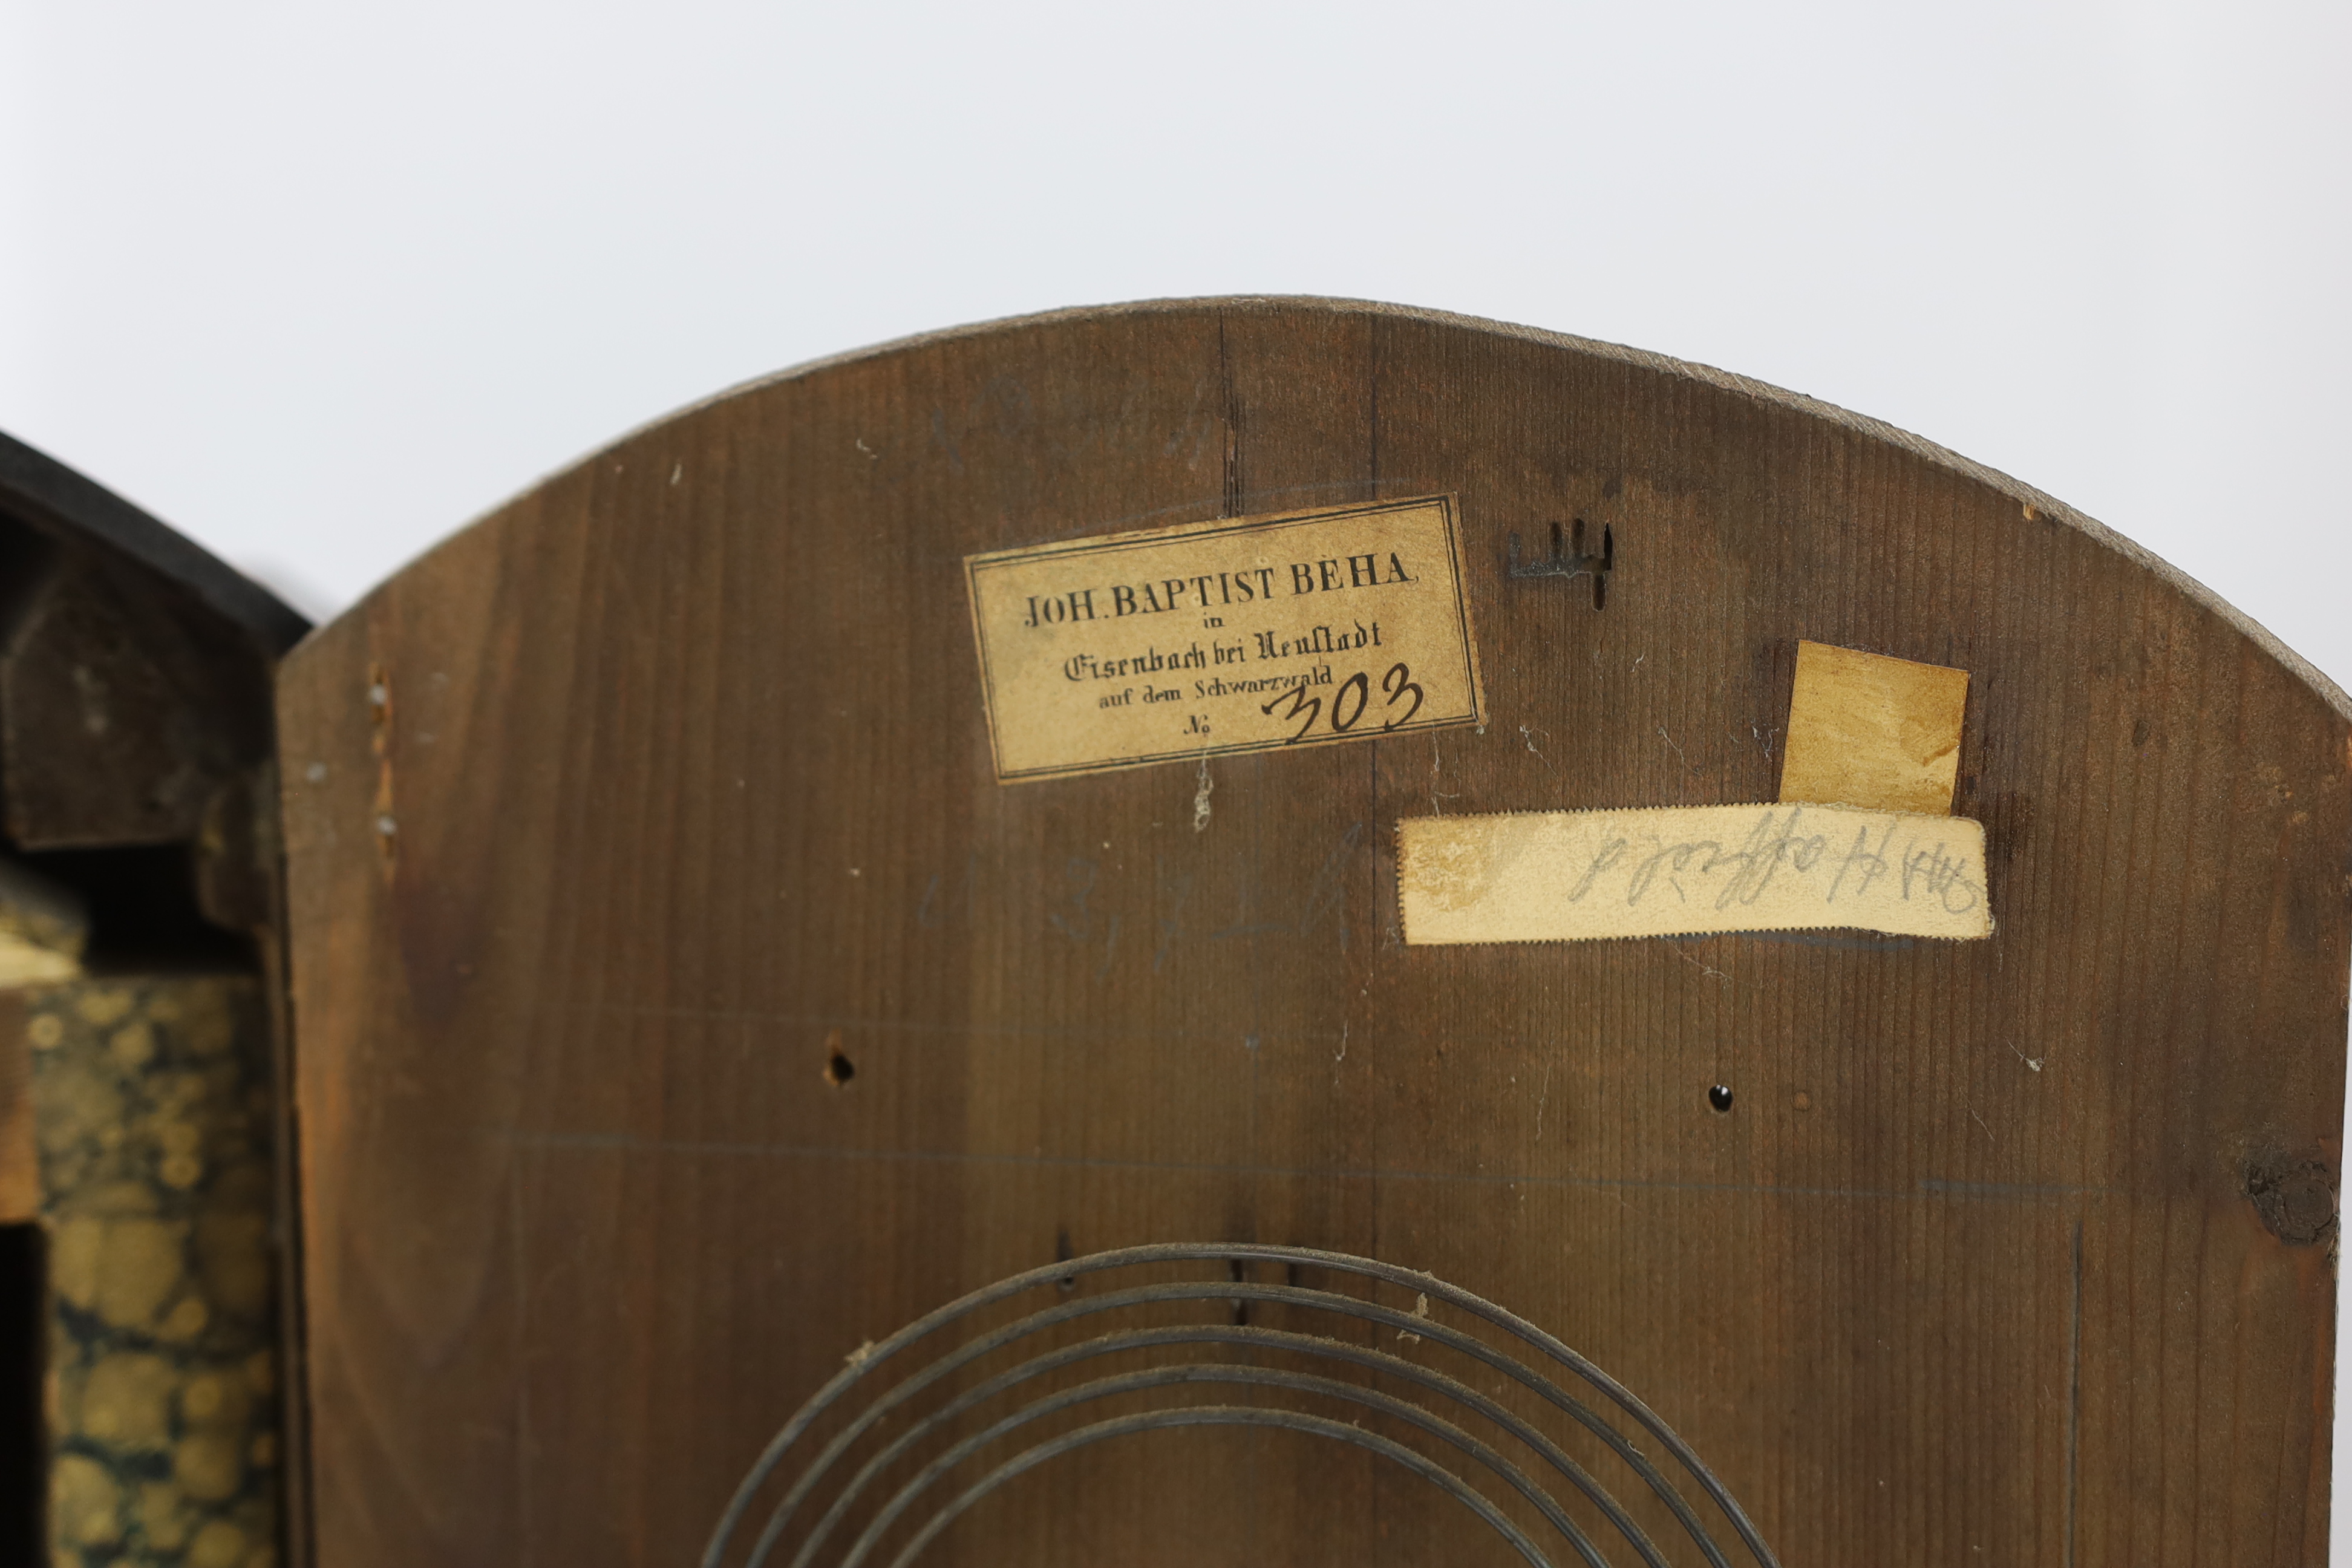 JOH. BAPTIST BEHA,
in
Eisenbach bei Neustadt
auf dem Schwarzwald
No 303